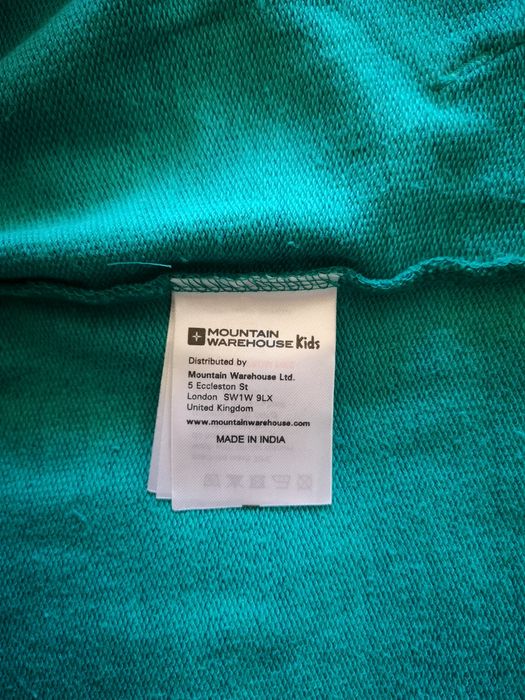 MOUNTAIN
WAREHOUSE Kids
Distributed by
Mountain Warehouse Ltd.
5 Eccleston St
London SW1W 9LX
United Kingdom
www.mountainwarehouse.com
MADE IN INDIA